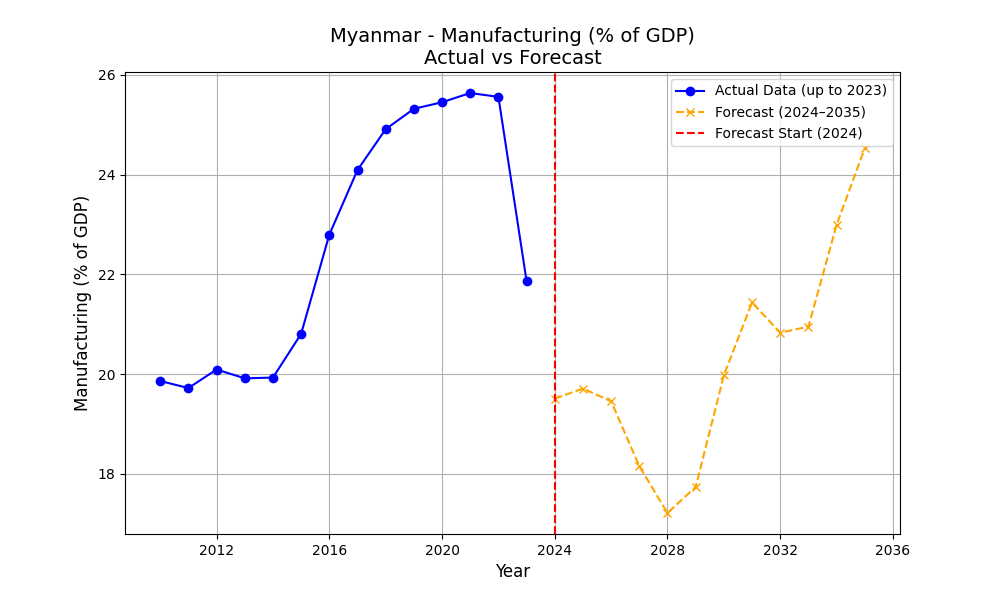 Myanmar - Manufacturing (% of GDP)
Actual vs Forecast
Actual Data (up to 2023)
Forecast (2024–2035)
Forecast Start (2024)
Manufacturing (% of GDP)
26
24
22
20
18
2012
2016
2020
2024
2028
2032
2036
Year